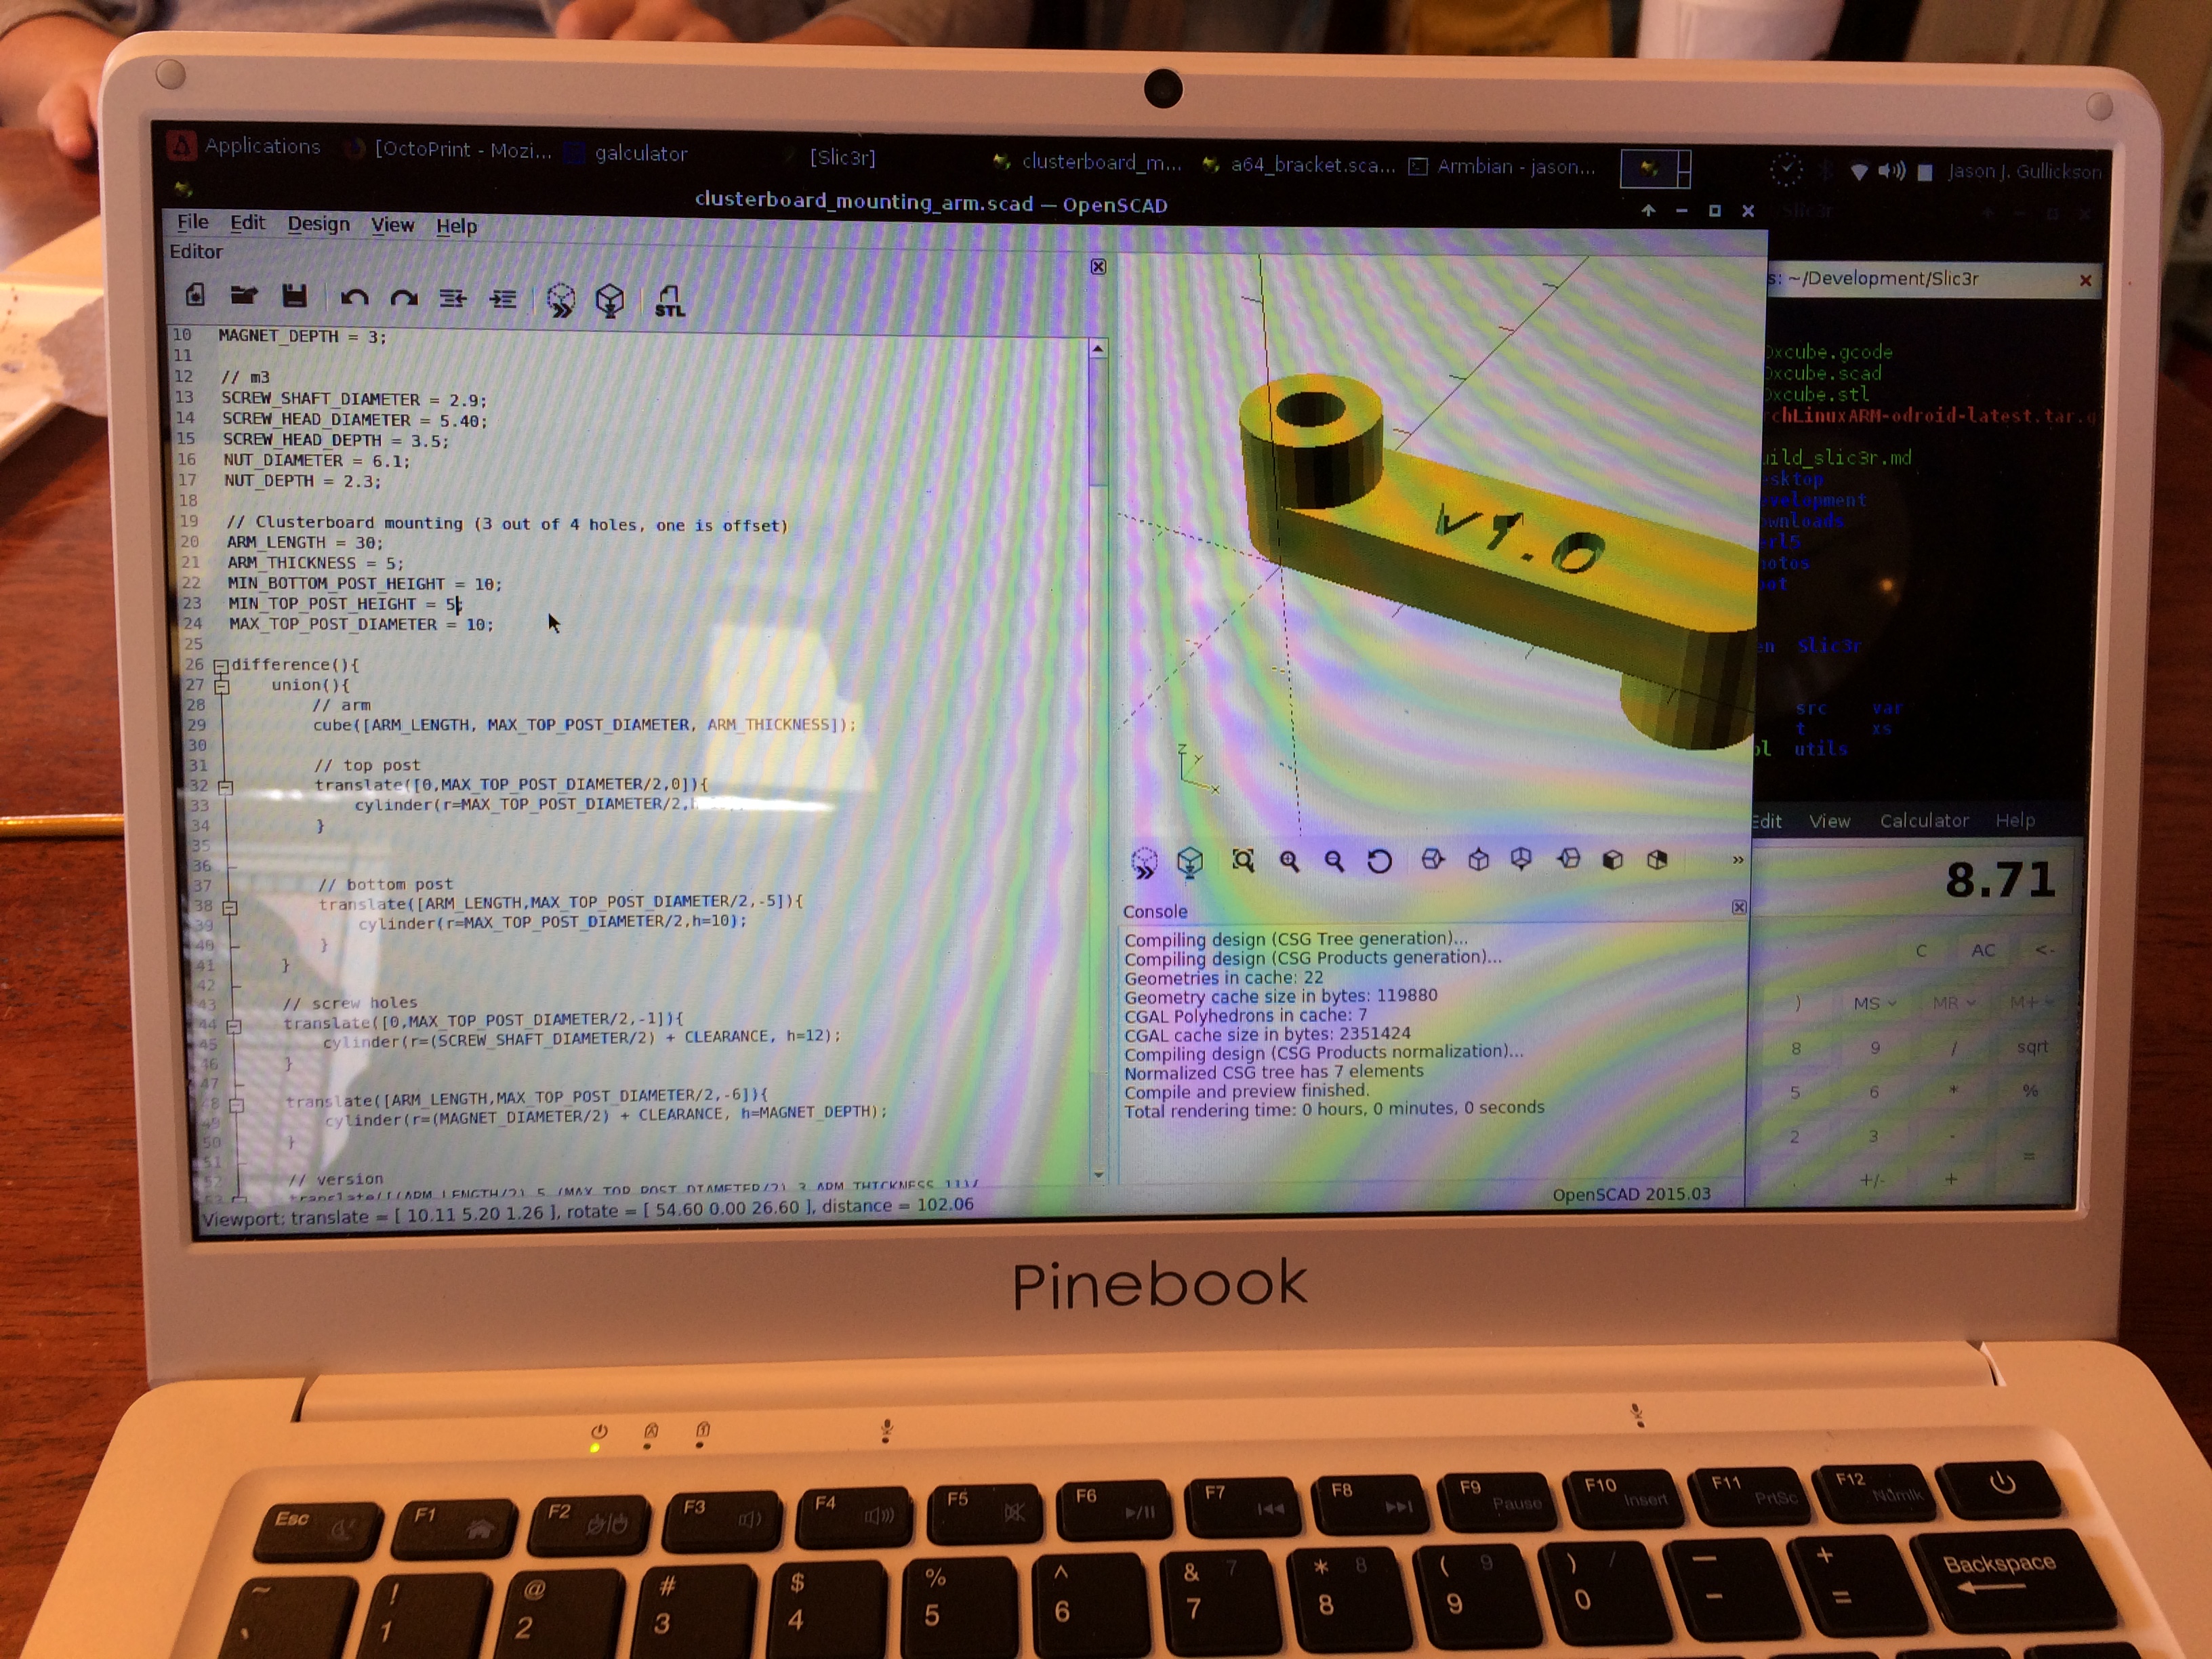 Applications
[OctoPrint - Mozi...
galculator
[Slic3r]
clusterboard_m...
a64_bracket.sca...
Armbian - jason...
Jason J. Gullickson
clusterboard_mounting_arm.scad — OpenSCAD
File Edit Design View Help
Editor
STL
10 MAGNET_DEPTH = 3;
11
12 // m3
13 SCREW_SHAFT_DIAMETER = 2.9;
14 SCREW_HEAD_DIAMETER = 5.40;
15 SCREW_HEAD_DEPTH = 3.5;
16 NUT_DIAMETER = 6.1;
17 NUT_DEPTH = 2.3;
18
19 // Clusterboard mounting (3 out of 4 holes, one is offset)
20 ARM_LENGTH = 30;
21 ARM_THICKNESS = 5;
22 MIN_BOTTOM_POST_HEIGHT = 10;
23 MIN_TOP_POST_HEIGHT = 5;
24 MAX_TOP_POST_DIAMETER = 10;
25
26 difference(){
27 union(){
28 // arm
29 cube([ARM_LENGTH, MAX_TOP_POST_DIAMETER, ARM_THICKNESS]);
30
31 // top post
32 translate([0,MAX_TOP_POST_DIAMETER/2,0]){
33 cylinder(r=MAX_TOP_POST_DIAMETER/2,
34 }
35
36
37 // bottom post
38 translate([ARM_LENGTH,MAX_TOP_POST_DIAMETER/2,-5]){
39 cylinder(r=MAX_TOP_POST_DIAMETER/2,h=10);
40 }
41 }
42
43 // screw holes
44 translate([0,MAX_TOP_POST_DIAMETER/2,-1]){
45 cylinder(r=(SCREW_SHAFT_DIAMETER/2) + CLEARANCE, h=12);
46 }
47
48 translate([ARM_LENGTH,MAX_TOP_POST_DIAMETER/2,-6]){
49 cylinder(r=(MAGNET_DIAMETER/2) + CLEARANCE, h=MAGNET_DEPTH);
50 }
51
52 // version
Viewport: translate = [ 10.11 5.20 1.26 ], rotate = [ 54.60 0.00 26.60 ], distance = 102.06
v1.0
Z
Y
X
Console
Compiling design (CSG Tree generation)...
Compiling design (CSG Products generation)...
Geometries in cache: 22
Geometry cache size in bytes: 119880
CGAL Polyhedrons in cache: 7
CGAL cache size in bytes: 2351424
Compiling design (CSG Products normalization)...
Normalized CSG tree has 7 elements
Compile and preview finished.
Total rendering time: 0 hours, 0 minutes, 0 seconds
OpenSCAD 2015.03
s: ~/Development/Slic3r
xcube.gcode
xcube.scad
xcube.stl
rchLinuxARM-odroid-latest.tar.g
uild_slic3r.md
sktop
evelopment
wnloads
rl5
hotos
oot
en Slic3r
src var
t xs
ol utils
Edit View Calculator Help
8.71
C AC <-
) MS MR M+
8 9 / sqrt
5 6 * %
2 3 - =
+/- +
Pinebook
Esc F1 F2 F3 F4 F5 F6 F7 F8 F9 Pause F10 Insert F11 PrtSc F12 Numlk
~ ` ! 1 @ 2 # 3 $ 4 % 5 ^ 6 & 7 7 * 8 8 ( 9 9 ) 0 / — - + = Backspace